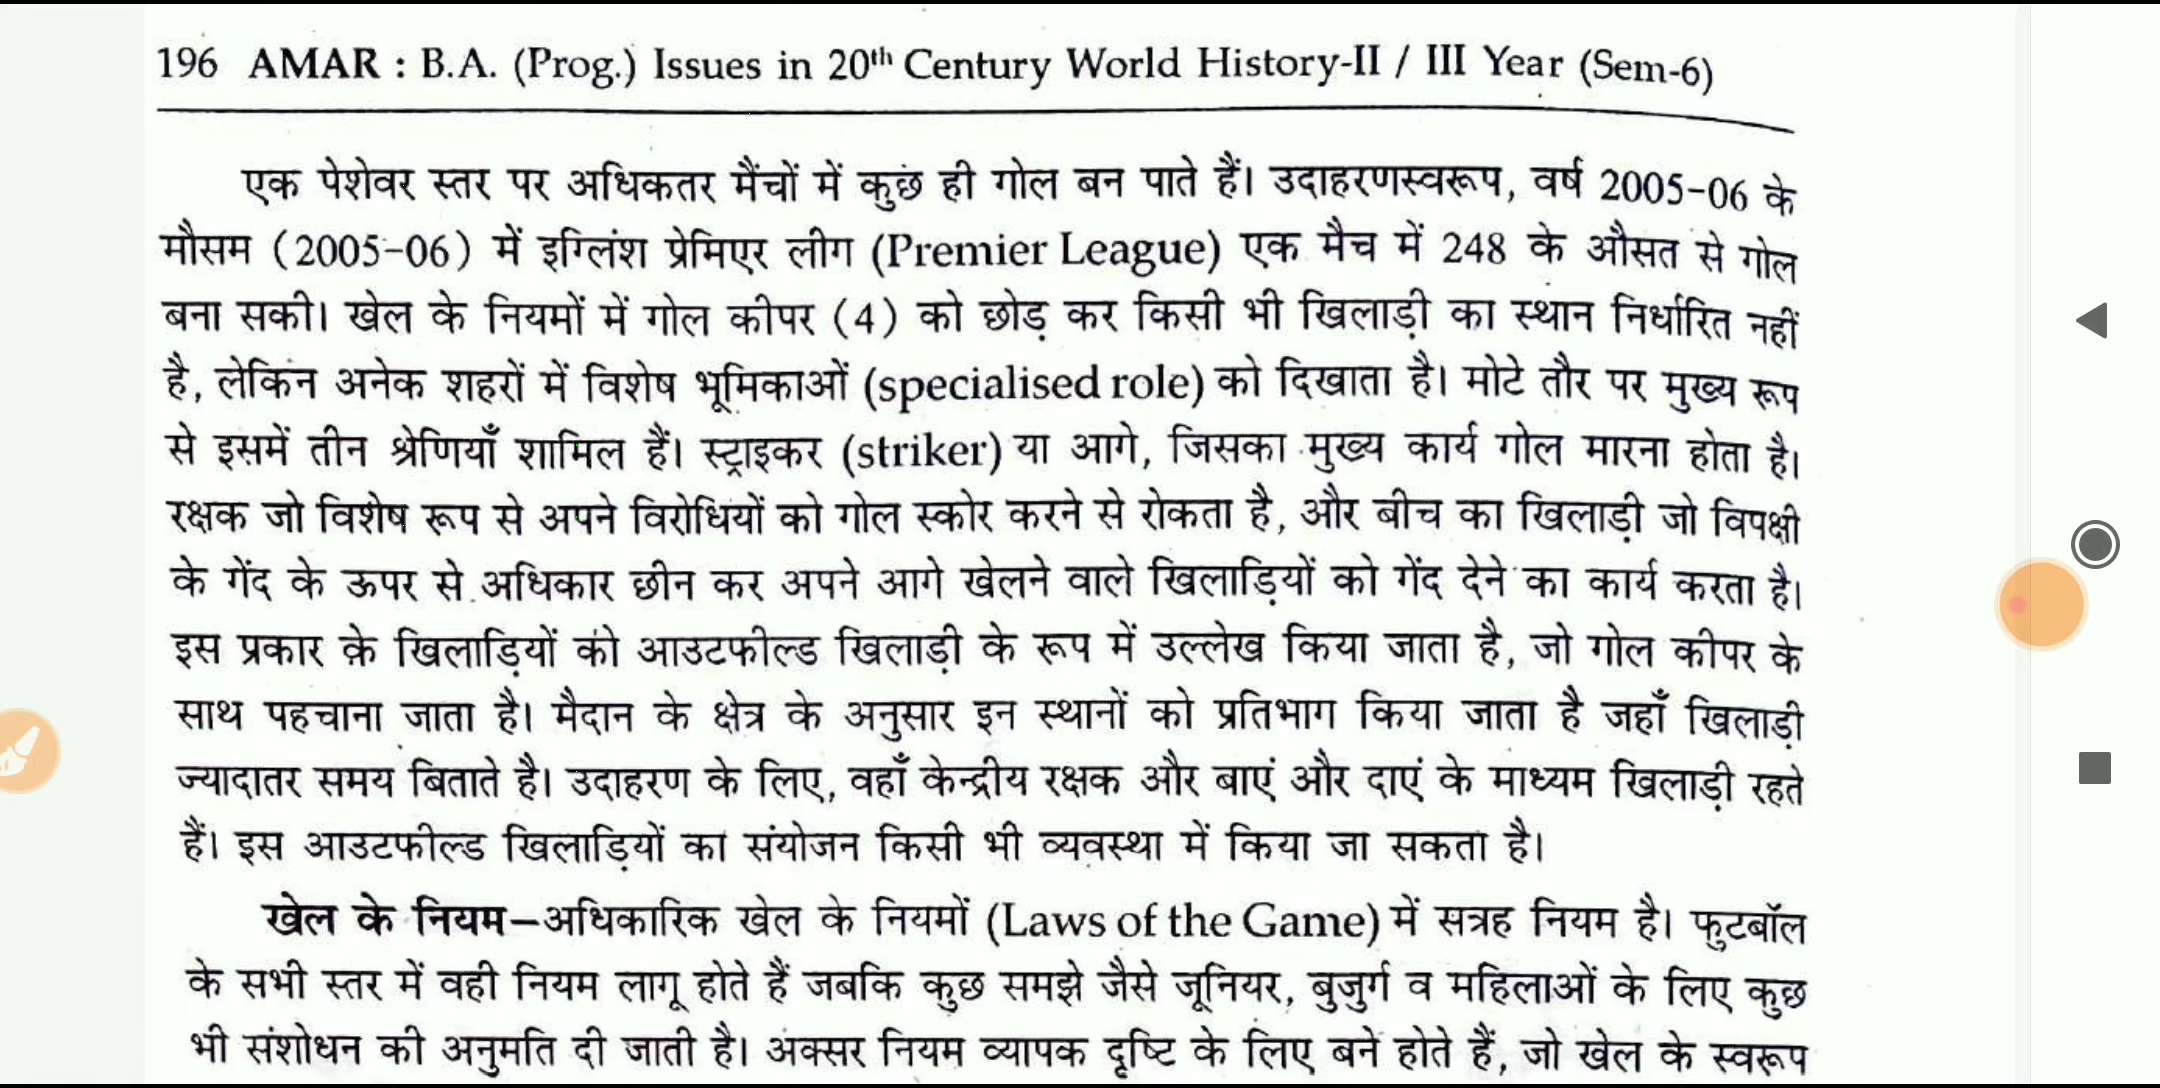 196 AMAR : B.A. (Prog.) Issues in 20th Century World History-II / III Year (Sem-6)
एक पेशेवर स्तर पर अधिकतर मैंचों में कुछ ही गोल बन पाते हैं। उदाहरणस्वरूप, वर्ष 2005-06 के
मौसम (2005-06) में इग्लिंश प्रेमिएर लीग (Premier League) एक मैच में 248 के औसत से गोल
बना सकी। खेल के नियमों में गोल कीपर (4) को छोड़ कर किसी भी खिलाड़ी का स्थान निर्धारित नहीं
है, लेकिन अनेक शहरों में विशेष भूमिकाओं (specialised role) को दिखाता है। मोटे तौर पर मुख्य रूप
से इसमें तीन श्रेणियाँ शामिल हैं। स्ट्राइकर (striker) या आगे, जिसका मुख्य कार्य गोल मारना होता है।
रक्षक जो विशेष रूप से अपने विरोधियों को गोल स्कोर करने से रोकता है, और बीच का खिलाड़ी जो विपक्षी
के गेंद के ऊपर से अधिकार छीन कर अपने आगे खेलने वाले खिलाड़ियों को गेंद देने का कार्य करता है।
इस प्रकार के खिलाड़ियों को आउटफील्ड खिलाड़ी के रूप में उल्लेख किया जाता है, जो गोल कीपर के
साथ पहचाना जाता है। मैदान के क्षेत्र के अनुसार इन स्थानों को प्रतिभाग किया जाता है जहाँ खिलाड़ी
ज्यादातर समय बिताते है। उदाहरण के लिए, वहाँ केन्द्रीय रक्षक और बाएं और दाएं के माध्यम खिलाड़ी रहते
हैं। इस आउटफील्ड खिलाड़ियों का संयोजन किसी भी व्यवस्था में किया जा सकता है।
खेल के नियम–अधिकारिक खेल के नियमों (Laws of the Game) में सत्रह नियम है। फुटबॉल
के सभी स्तर में वही नियम लागू होते हैं जबकि कुछ समझे जैसे जूनियर, बुजुर्ग व महिलाओं के लिए कुछ
भी संशोधन की अनुमति दी जाती है। अक्सर नियम व्यापक दृष्टि के लिए बने होते हैं, जो खेल के स्वरूप